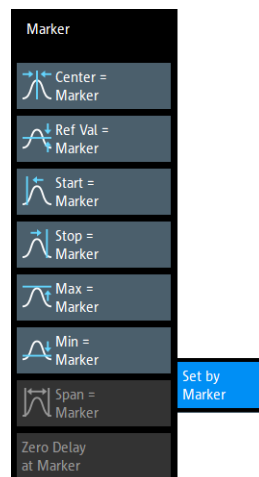 Marker
Center =
Marker
Ref Val =
Marker
Start =
Marker
Stop =
Marker
Max =
Marker
Min =
Marker
Span =
Marker
Zero Delay
at Marker
Set by
Marker